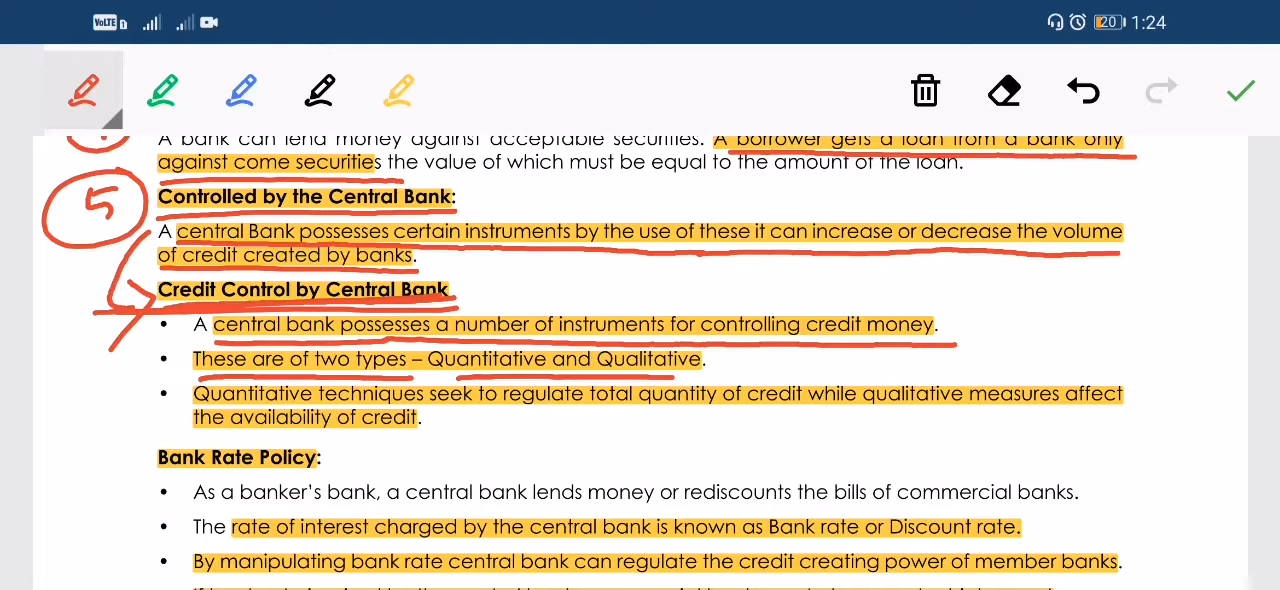 VoLTE 1 20 1:24
A bank can lend money against acceptable securities. A borrower gets a loan from a bank only
against come securities the value of which must be equal to the amount of the loan.
5
Controlled by the Central Bank:
A central Bank possesses certain instruments by the use of these it can increase or decrease the volume
of credit created by banks.
Credit Control by Central Bank
• A central bank possesses a number of instruments for controlling credit money.
• These are of two types – Quantitative and Qualitative.
• Quantitative techniques seek to regulate total quantity of credit while qualitative measures affect
the availability of credit.
Bank Rate Policy:
• As a banker's bank, a central bank lends money or rediscounts the bills of commercial banks.
• The rate of interest charged by the central bank is known as Bank rate or Discount rate.
• By manipulating bank rate central bank can regulate the credit creating power of member banks.